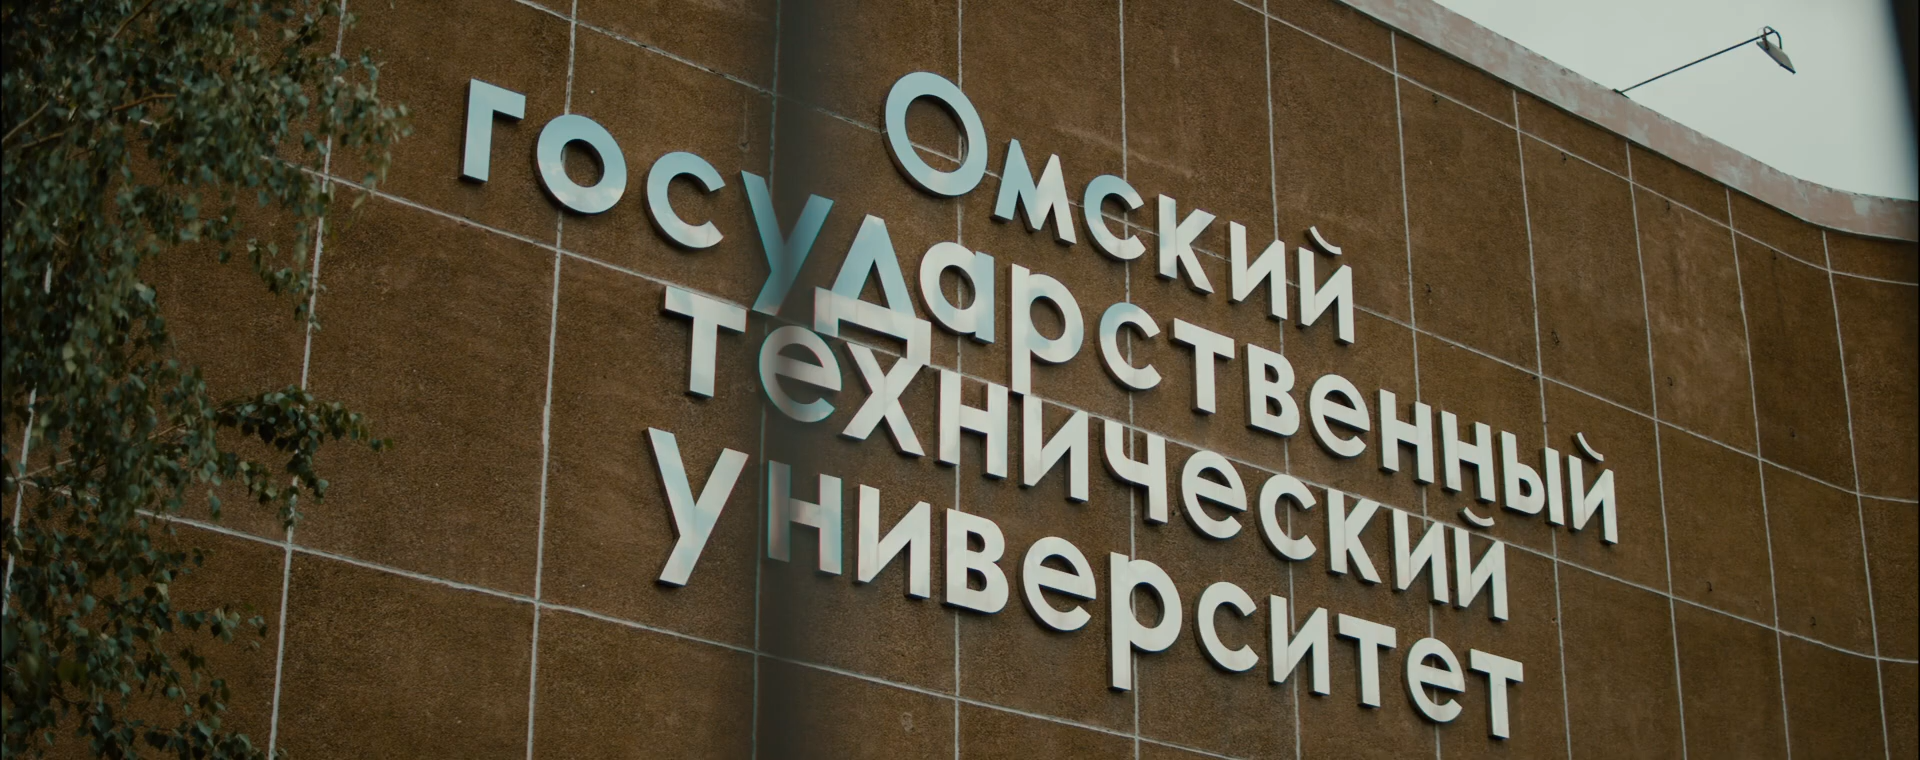 Омский
государственный
технический
университет